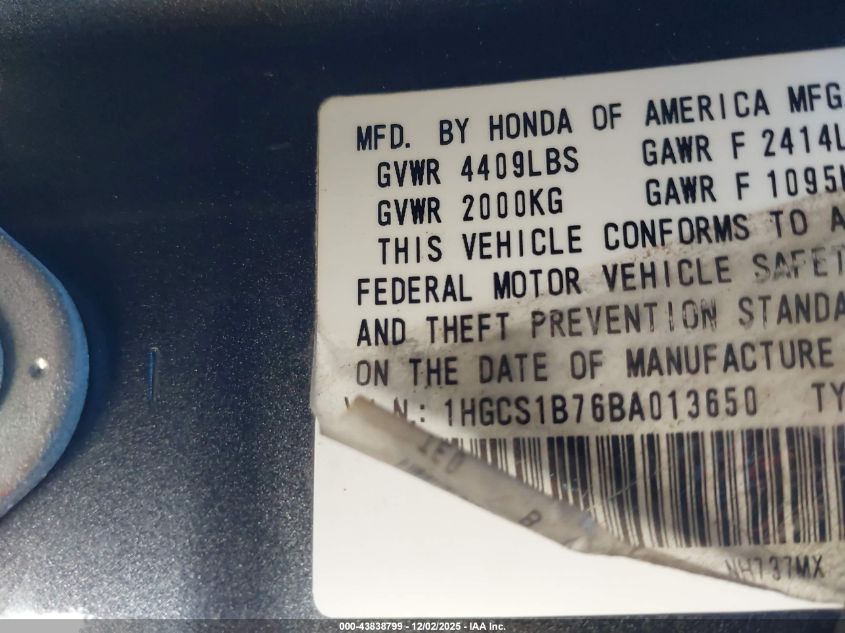 MFD. BY HONDA OF AMERICA MFG
GVWR 4409LBS GAWR F 2414L
GVWR 2000KG GAWR F 1095K
THIS VEHICLE CONFORMS TO A
FEDERAL MOTOR VEHICLE SAFET
AND THEFT PREVENTION STANDA
ON THE DATE OF MANUFACTURE
V.I.N.: 1HGCS1B76BA013650 TY
NH737MX
000-43838799 - 12/02/2025 - IAA Inc.